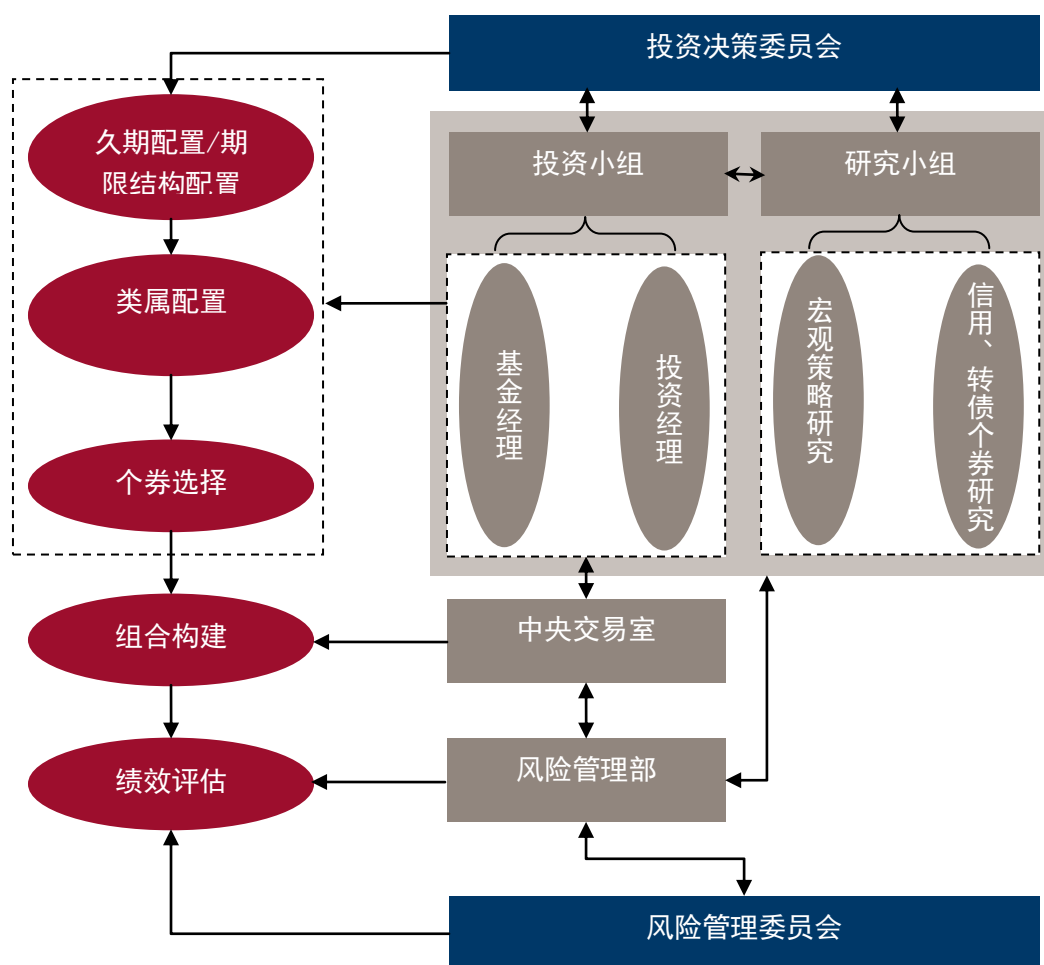 投资决策委员会
久期配置/期
限结构配置
投资小组
研究小组
类属配置
基金经理
投资经理
宏观策略研究
信用、转债个券研究
个券选择
组合构建
中央交易室
绩效评估
风险管理部
风险管理委员会